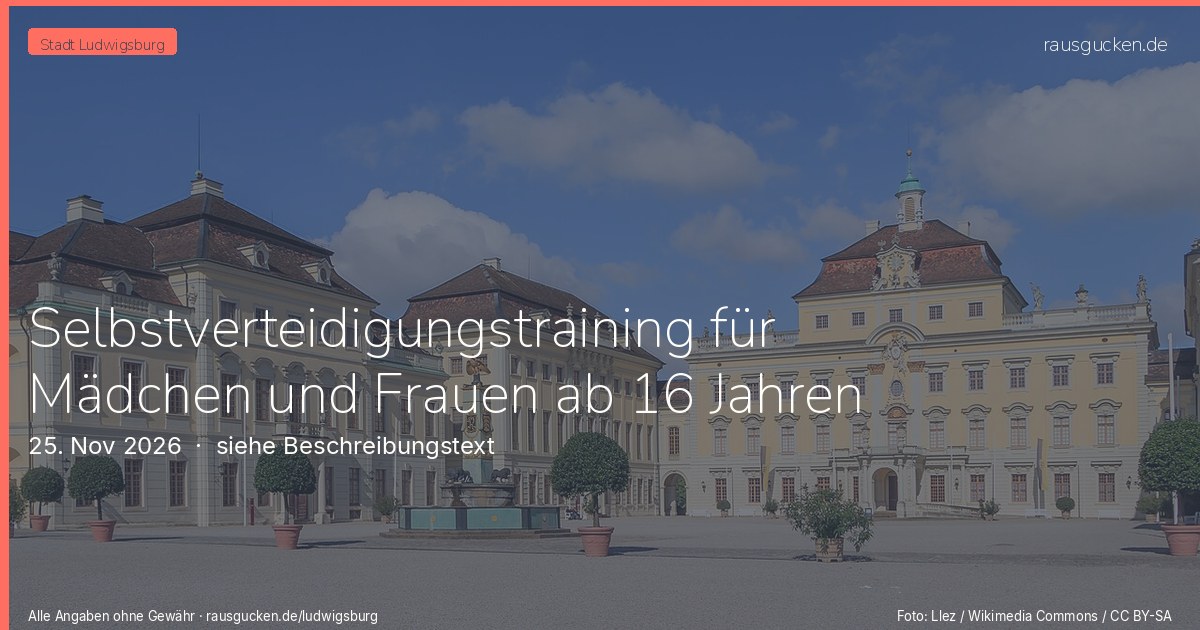 Stadt Ludwigsburg
rausgucken.de
Selbstverteidigungstraining für
Mädchen und Frauen ab 16 Jahren
25. Nov 2026 · siehe Beschreibungstext
Alle Angaben ohne Gewähr · rausgucken.de/ludwigsburg
Foto: Llez / Wikimedia Commons / CC BY-SA